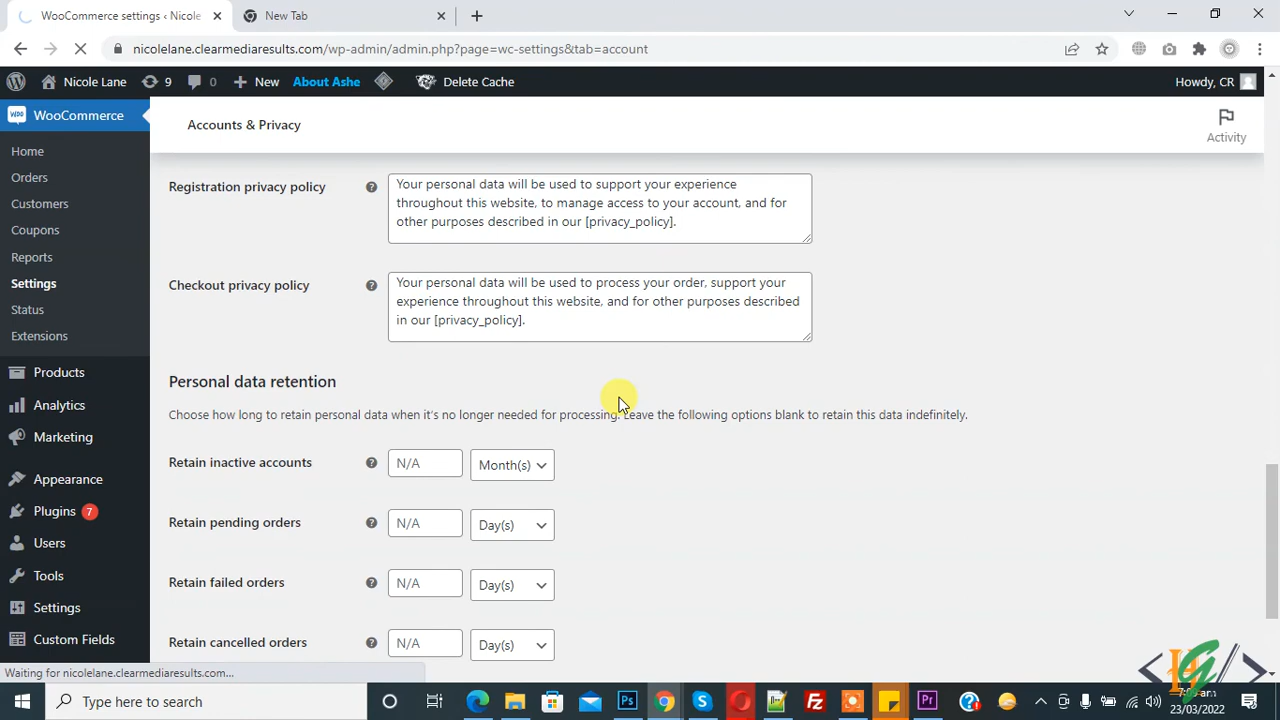 WooCommerce settings ‹ Nicole
New Tab
nicolelane.clearmediaresults.com/wp-admin/admin.php?page=wc-settings&tab=account
Nicole Lane
9
0
New
About Ashe
Delete Cache
Howdy, CR
WOO
WooCommerce
Home
Orders
Customers
Coupons
Reports
Settings
Status
Extensions
Products
Analytics
Marketing
Appearance
Plugins 7
Users
Tools
Settings
Custom Fields
Accounts & Privacy
Activity
Registration privacy policy
Your personal data will be used to support your experience
throughout this website, to manage access to your account, and for
other purposes described in our [privacy_policy].
Checkout privacy policy
Your personal data will be used to process your order, support your
experience throughout this website, and for other purposes described
in our [privacy_policy].
Personal data retention
Choose how long to retain personal data when it's no longer needed for processing. Leave the following options blank to retain this data indefinitely.
Retain inactive accounts
N/A
Month(s)
Retain pending orders
N/A
Day(s)
Retain failed orders
N/A
Day(s)
Retain cancelled orders
N/A
Day(s)
Waiting for nicolelane.clearmediaresults.com...
Type here to search
Ps
Pr
23/03/2022